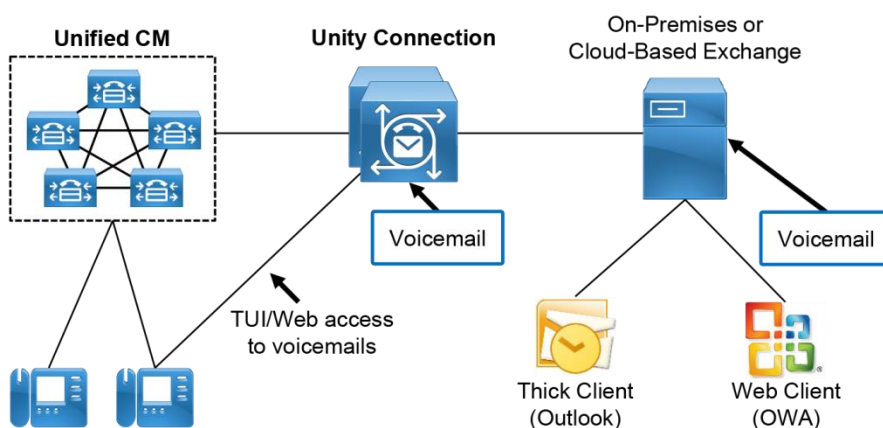 Unified CM
Unity Connection
On-Premises or
Cloud-Based Exchange
Voicemail
Voicemail
TUI/Web access
to voicemails
Thick Client
(Outlook)
Web Client
(OWA)